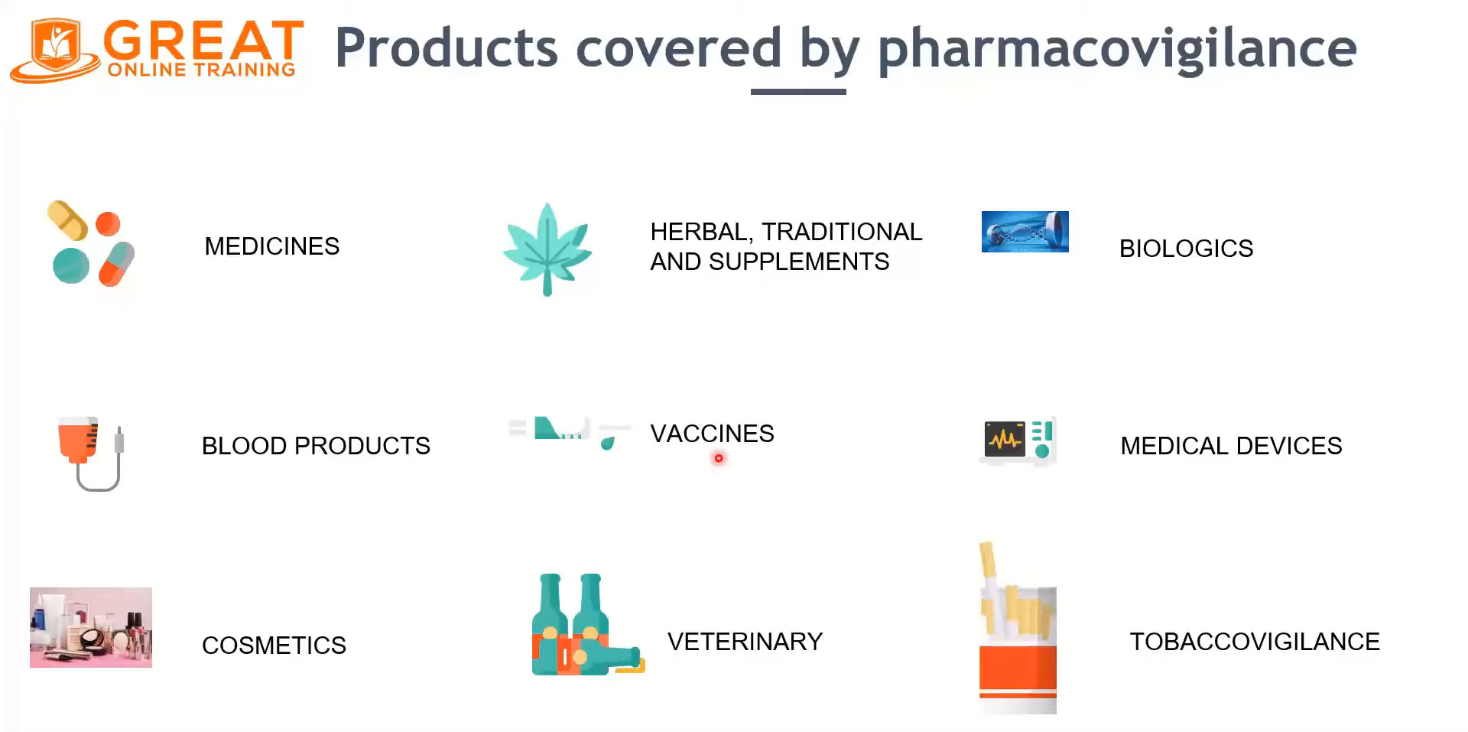 GREAT
ONLINE TRAINING
Products covered by pharmacovigilance
MEDICINES
HERBAL, TRADITIONAL
AND SUPPLEMENTS
BIOLOGICS
BLOOD PRODUCTS
VACCINES
MEDICAL DEVICES
COSMETICS
VETERINARY
TOBACCOVIGILANCE